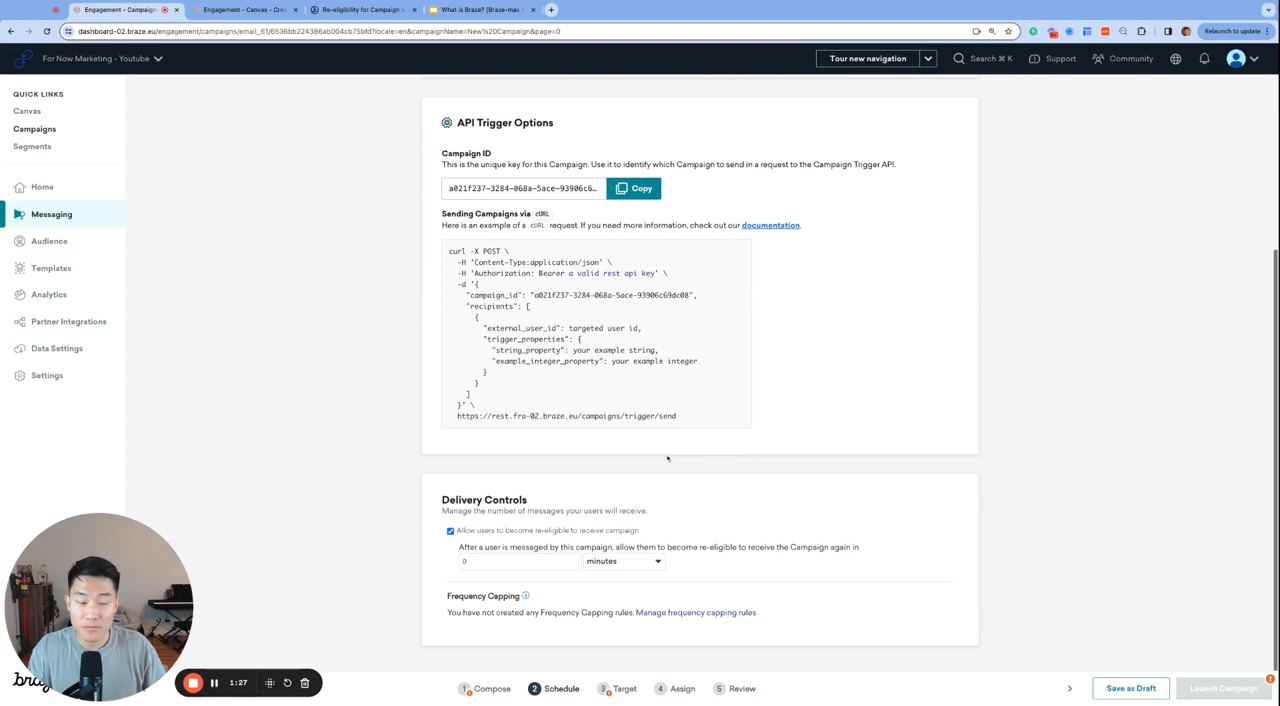 Engagement - Campaign
Engagement - Canvas - Cre
Re-eligibility for Campaign a
What is Braze? [Braze-mas
dashboard-02.braze.eu/engagement/campaigns/email_61/6536bb224386ab004cb75bfd?locale=en&campaignName=New%20Campaign&page=0
Relaunch to update
For Now Marketing - Youtube
Tour new navigation
Search ⌘ K
Support
Community
QUICK LINKS
Canvas
Campaigns
Segments
Home
Messaging
Audience
Templates
Analytics
Partner Integrations
Data Settings
Settings
API Trigger Options
Campaign ID
This is the unique key for this Campaign. Use it to identify which Campaign to send in a request to the Campaign Trigger API.
a021f237-3284-068a-5ace-93906c6…
Copy
Sending Campaigns via cURL
Here is an example of a cURL request. If you need more information, check out our documentation.
curl -X POST \
-H 'Content-Type:application/json' \
-H 'Authorization: Bearer a valid rest api key' \
-d '{
"campaign_id": "a021f237-3284-068a-5ace-93906c69dc08",
"recipients": [
{
"external_user_id": targeted user id,
"trigger_properties": {
"string_property": your example string,
"example_integer_property": your example integer
}
}
]
}' \
https://rest.fra-02.braze.eu/campaigns/trigger/send
Delivery Controls
Manage the number of messages your users will receive.
Allow users to become re-eligible to receive campaign
After a user is messaged by this campaign, allow them to become re-eligible to receive the Campaign again in
0 minutes
Frequency Capping
You have not created any Frequency Capping rules. Manage frequency capping rules
1:27
1 Compose
2 Schedule
3 Target
4 Assign
5 Review
Save as Draft
Launch Campaign